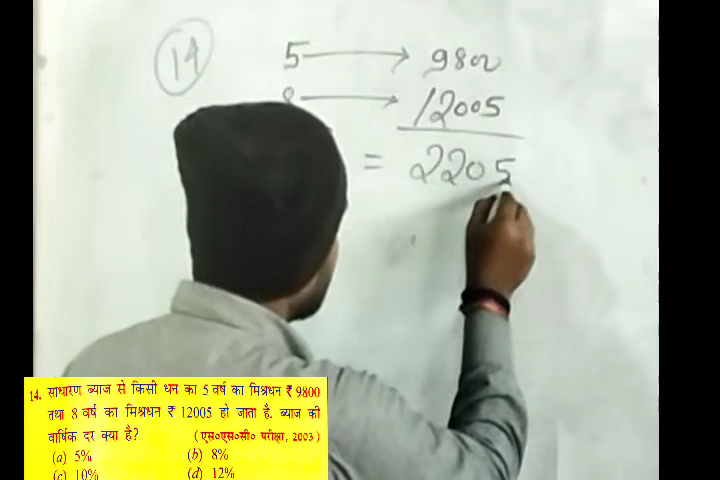 14
5 → 9800
8 → 12005
= 2205
14. साधारण ब्याज से किसी धन का 5 वर्ष का मिश्रधन ₹ 9800
तथा 8 वर्ष का मिश्रधन ₹ 12005 हो जाता है. ब्याज की
वार्षिक दर क्या है? (एस०एस०सी० परीक्षा, 2003)
(a) 5% (b) 8%
(c) 10% (d) 12%